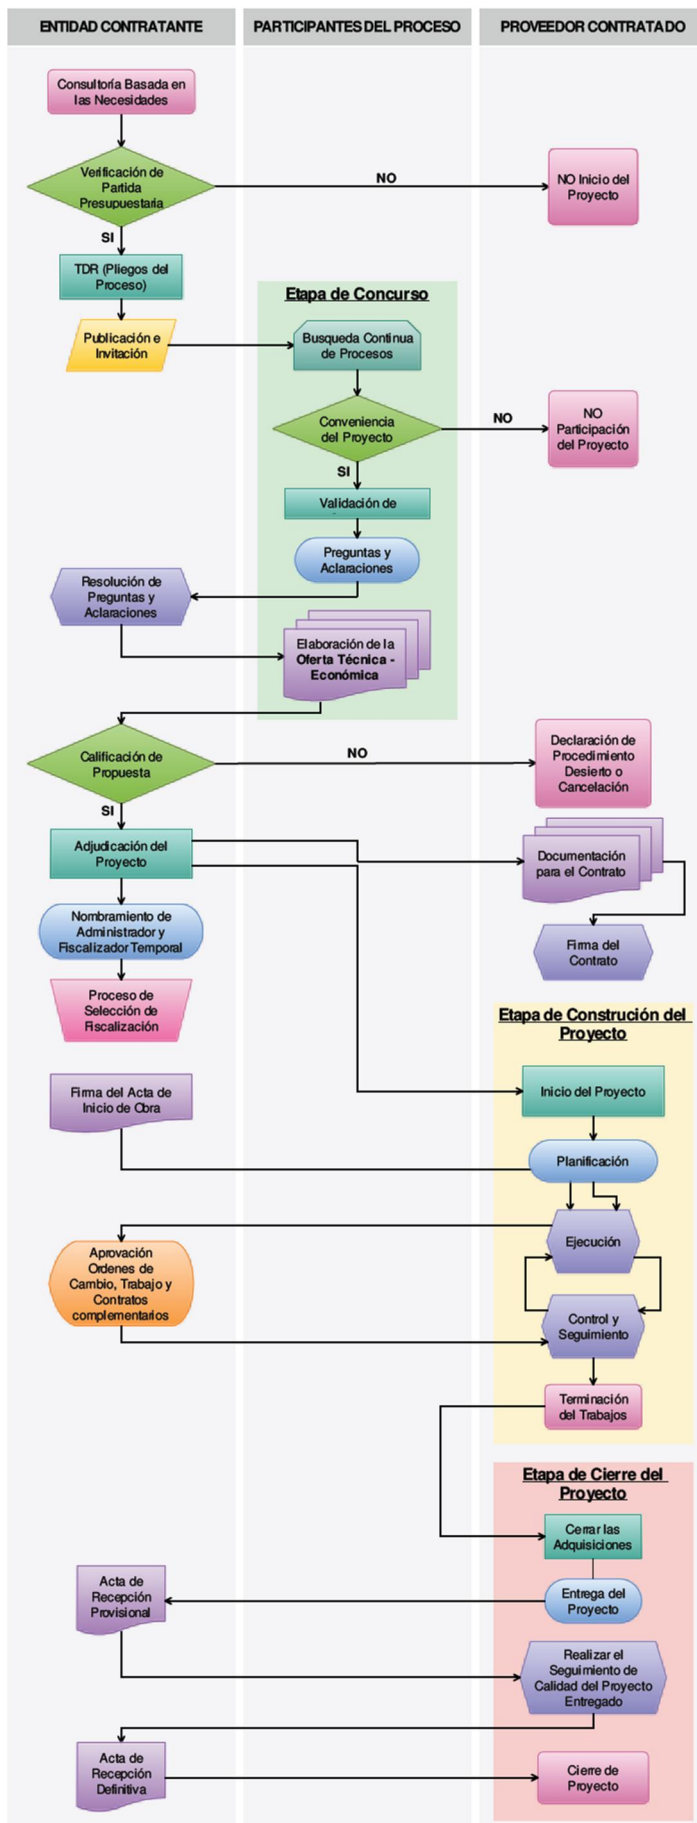 ENTIDAD CONTRATANTE
PARTICIPANTES DEL PROCESO
PROVEEDOR CONTRATADO
Consultoría Basada en
las Necesidades
Verificación de
Partida
Presupuestaria
NO
NO Inicio del
Proyecto
SI
TDR (Pliegos del
Proceso)
Publicación e
Invitación
Etapa de Concurso
Busqueda Continua
de Procesos
Conveniencia
del Proyecto
NO
NO
Participación
del Proyecto
SI
Validación de
Preguntas y
Aclaraciones
Resolución de
Preguntas y
Aclaraciones
Elaboración de la
Oferta Técnica -
Económica
Calificación de
Propuesta
NO
Declaración de
Procedimiento
Desierto o
Cancelación
SI
Adjudicación del
Proyecto
Documentación
para el Contrato
Nombramiento de
Administrador y
Fiscalizador Temporal
Firma del
Contrato
Proceso de
Selección de
Fiscalización
Etapa de Construción del
Proyecto
Firma del Acta de
Inicio de Obra
Inicio del Proyecto
Planificación
Ejecución
Aprovación
Ordenes de
Cambio, Trabajo y
Contratos
complementarios
Control y
Seguimiento
Terminación
del Trabajos
Etapa de Cierre del
Proyecto
Cerrar las
Adquisiciones
Acta de
Recepción
Provisional
Entrega del
Proyecto
Realizar el
Seguimiento de
Calidad del Proyecto
Entregado
Acta de
Recepción
Definitiva
Cierre de
Proyecto